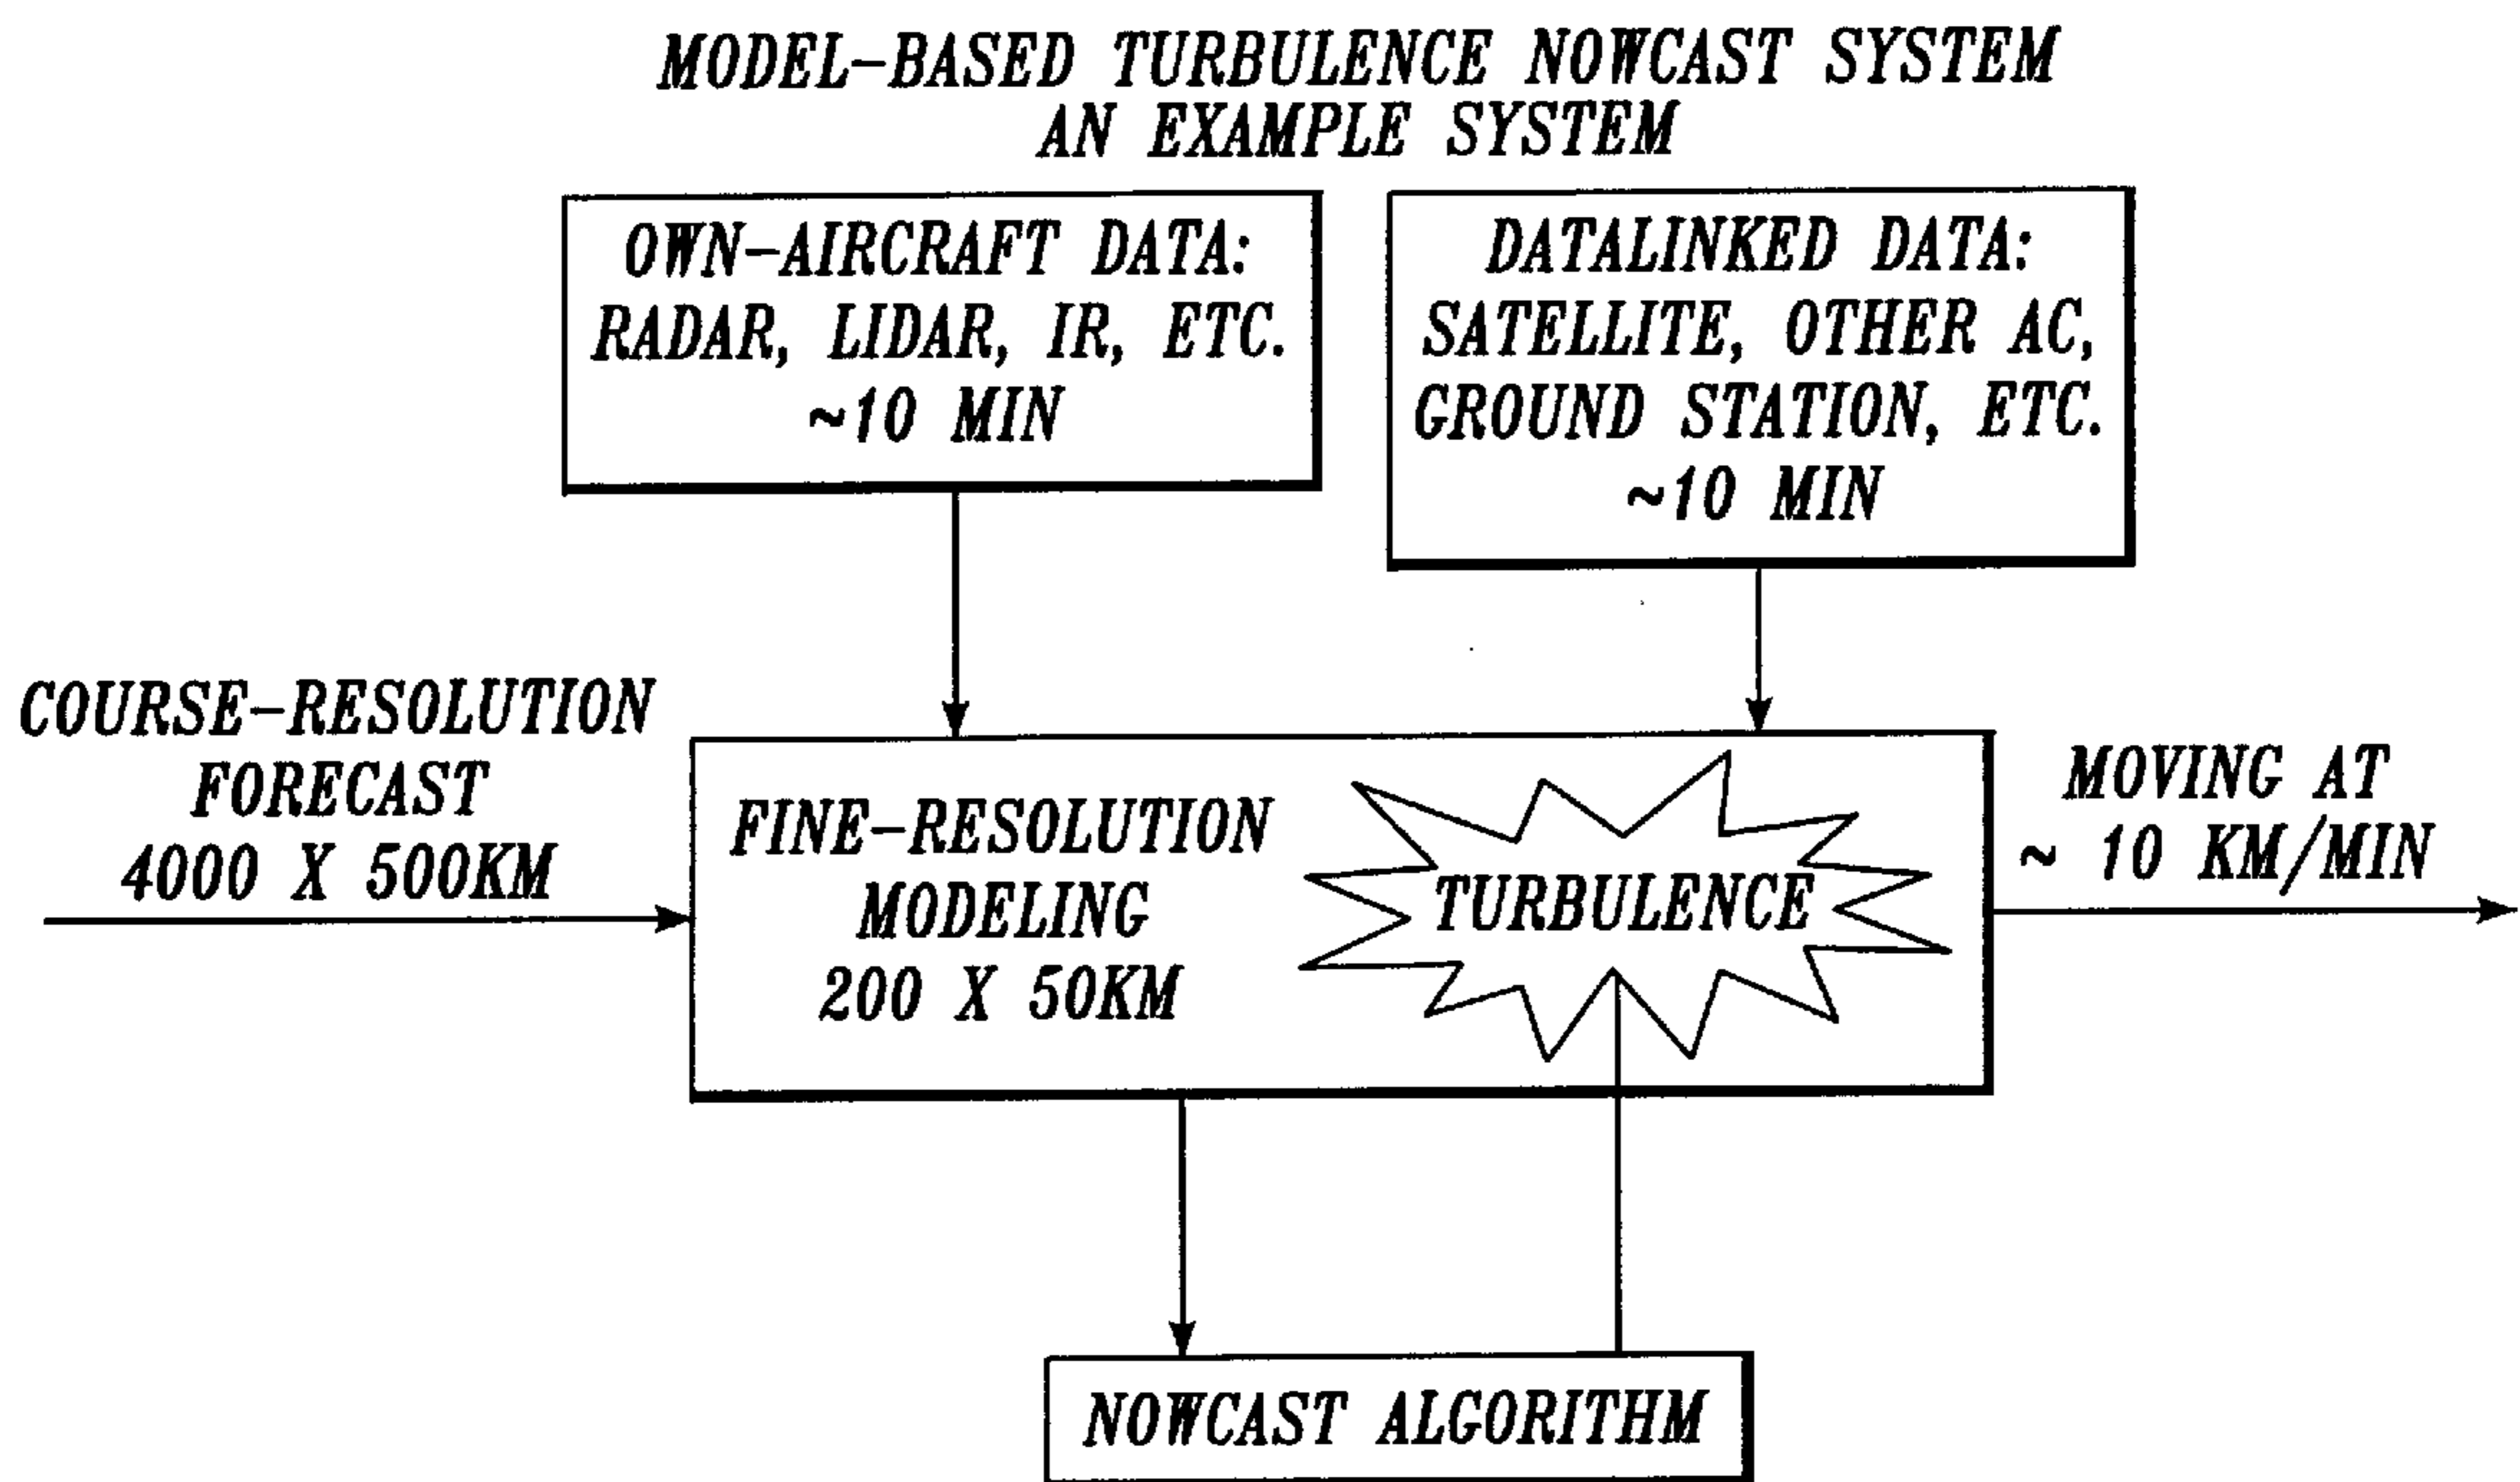 MODEL-BASED TURBULENCE NOWCAST SYSTEM
AN EXAMPLE SYSTEM
OWN-AIRCRAFT DATA:
RADAR, LIDAR, IR, ETC.
~10 MIN
DATALINKED DATA:
SATELLITE, OTHER AC,
GROUND STATION, ETC.
~10 MIN
COURSE-RESOLUTION
FORECAST
4000 X 500KM
FINE-RESOLUTION
MODELING
200 X 50KM
TURBULENCE
MOVING AT
~ 10 KM/MIN
NOWCAST ALGORITHM